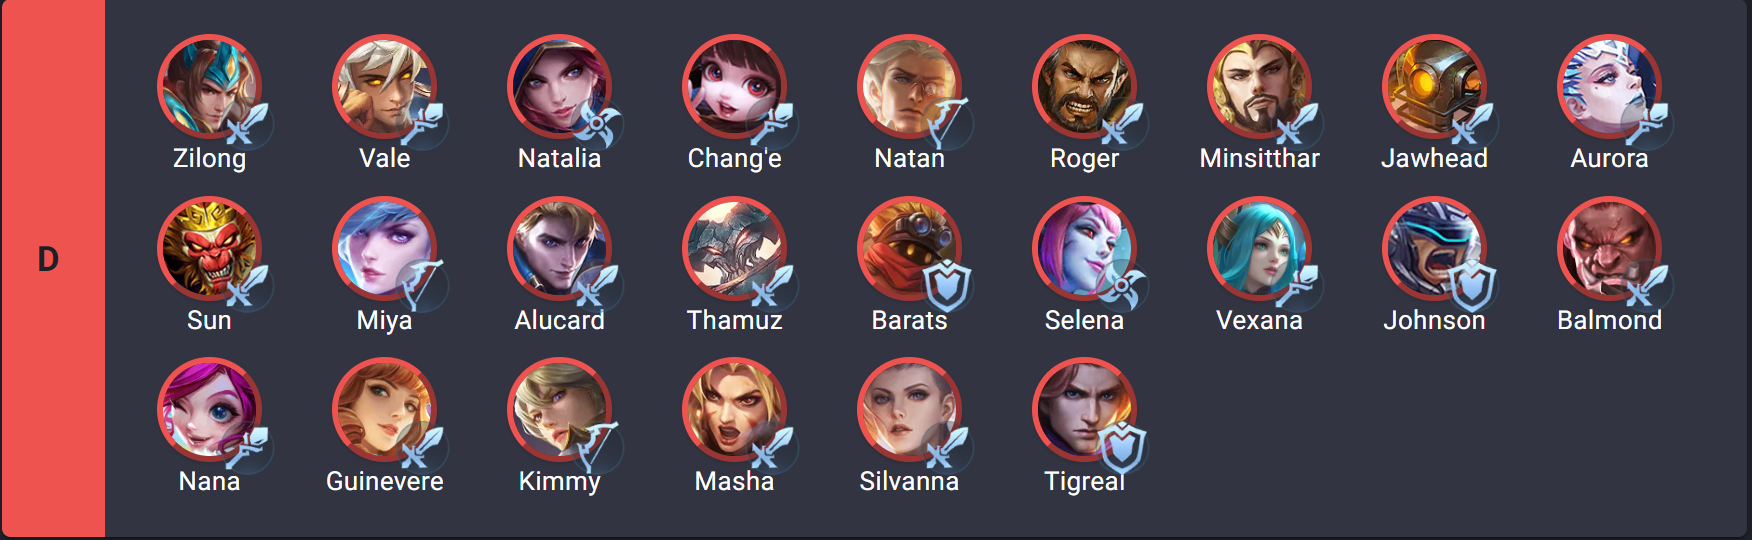 D
Zilong Vale Natalia Chang'e Natan Roger Minsitthar Jawhead Aurora
Sun Miya Alucard Thamuz Barats Selena Vexana Johnson Balmond
Nana Guinevere Kimmy Masha Silvanna Tigreal